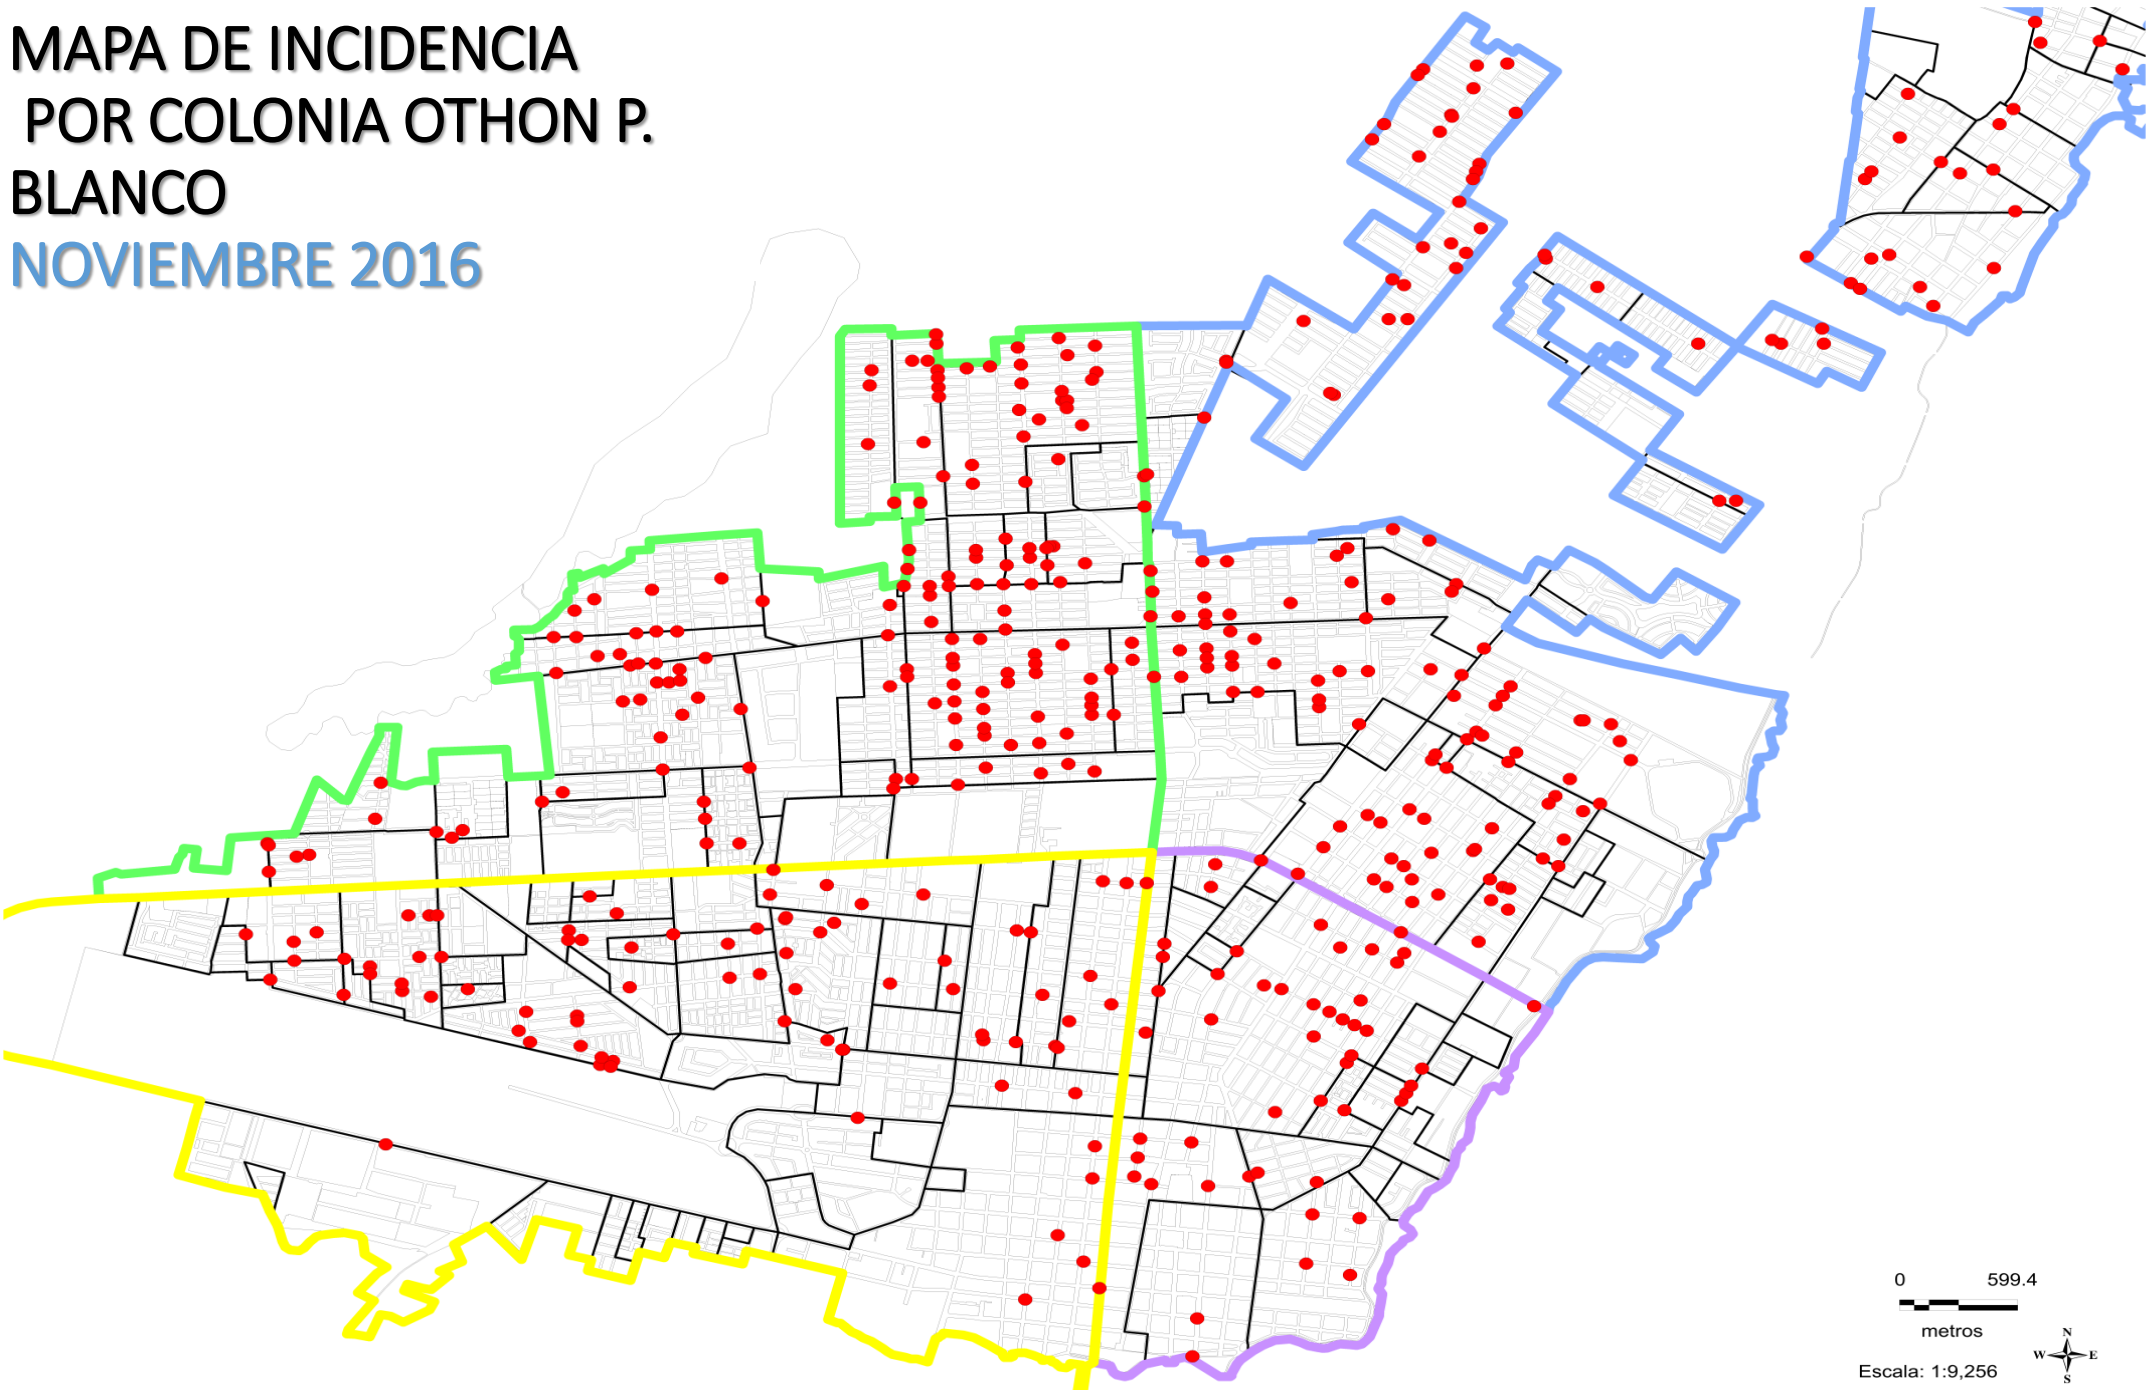 MAPA DE INCIDENCIA
POR COLONIA OTHON P.
BLANCO
NOVIEMBRE 2016
0 599.4
metros
Escala: 1:9,256
N
W E
S